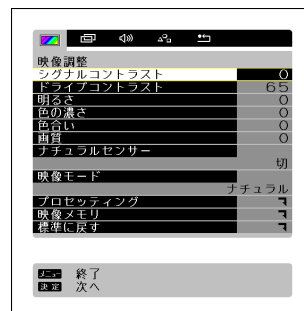 映像調整
シグナルコントラスト 0
ドライブコントラスト 65
明るさ 0
色の濃さ 0
色合い 0
画質 0
ナチュラルセンサー
切
映像モード
ナチュラル
プロセッティング
映像メモリ
標準に戻す
メニュー 終了
決定 次へ